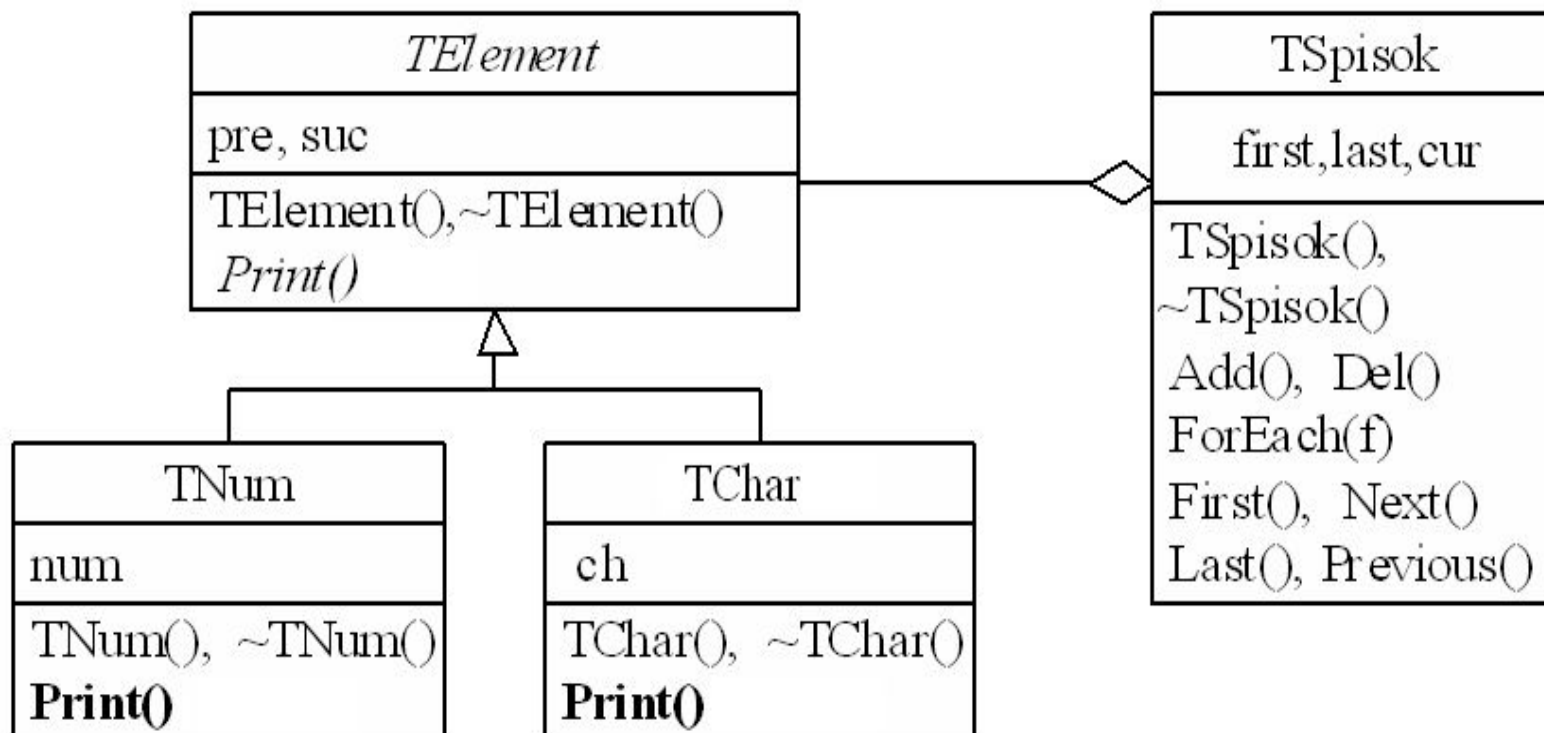 TElement
pre, suc
TElement(),~TElement()
Print()
TSpisok
first,last,cur
TSpisok(),
~TSpisok()
Add(), Del()
ForEach(f)
First(), Next()
Last(), Previous()
TNum
num
TNum(), ~TNum()
Print()
TChar
ch
TChar(), ~TChar()
Print()